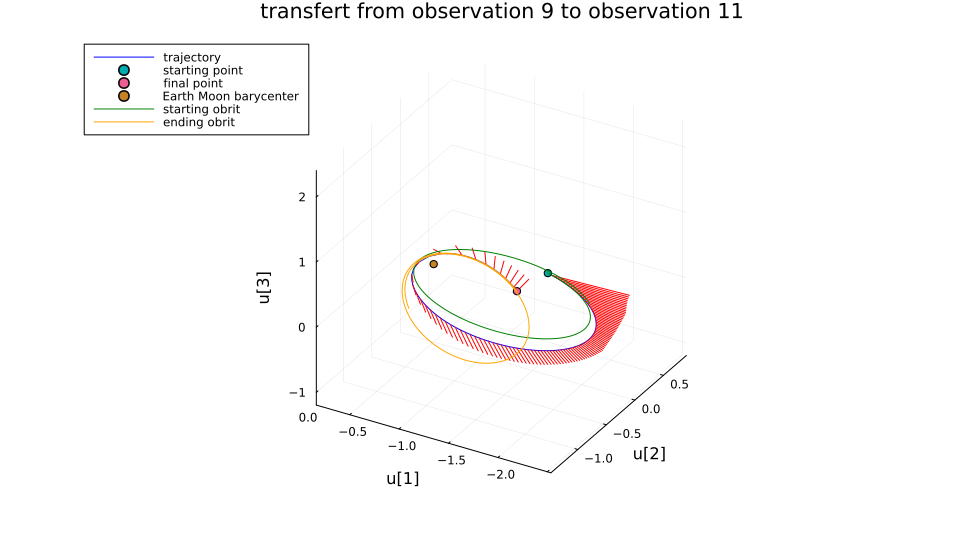 transfert from observation 9 to observation 11
trajectory
starting point
final point
Earth Moon barycenter
starting obrit
ending obrit
2
1
0
−1
u[3]
0.0
−0.5
−1.0
−1.5
−2.0
u[1]
0.5
0.0
−0.5
−1.0
u[2]